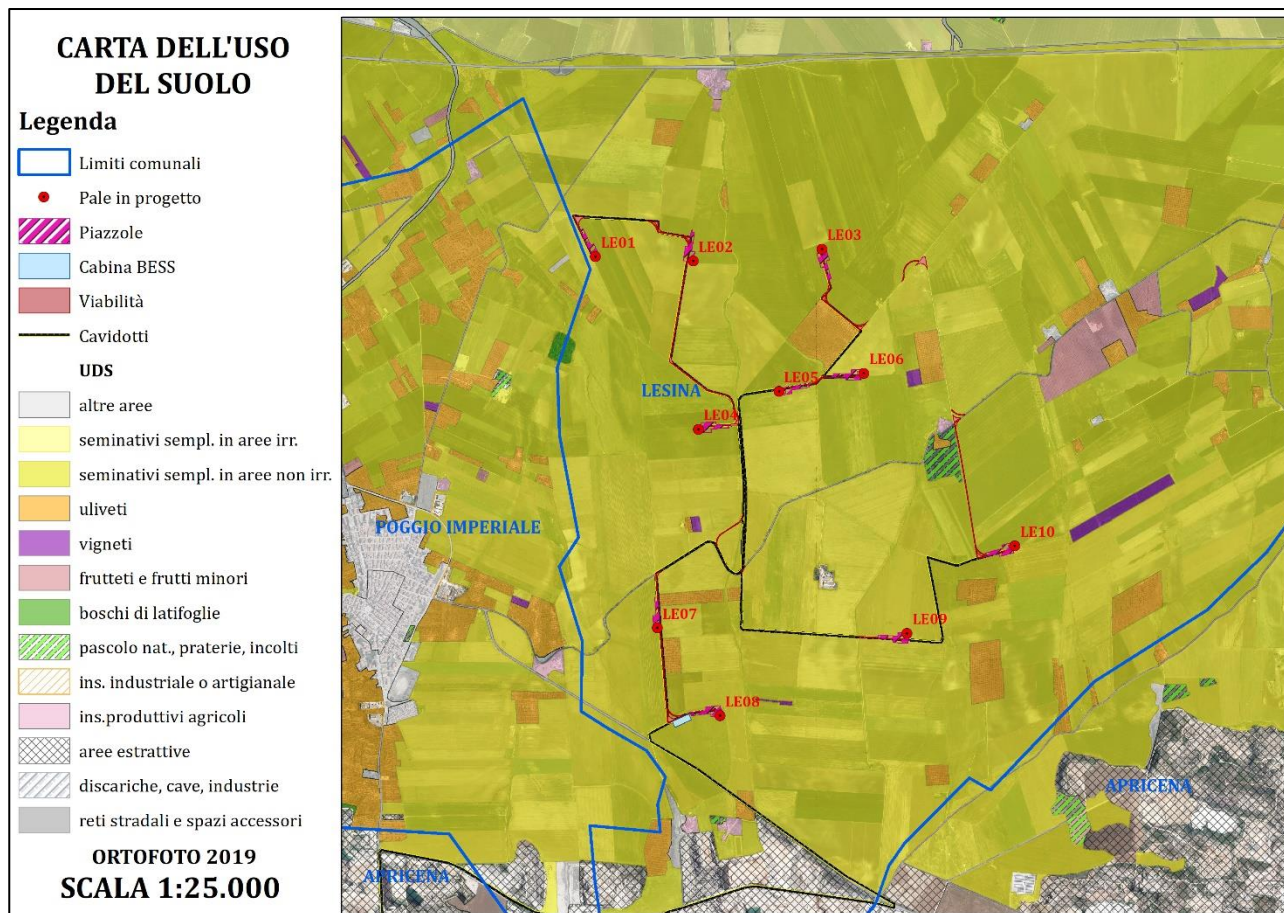 CARTA DELL'USO
DEL SUOLO
Legenda
Limiti comunali
Pale in progetto
Piazzole
Cabina BESS
Viabilità
Cavidotti
UDS
altre aree
seminativi sempl. in aree irr.
seminativi sempl. in aree non irr.
uliveti
vigneti
frutteti e frutti minori
boschi di latifoglie
pascolo nat., praterie, incolti
ins. industriale o artigianale
ins.produttivi agricoli
aree estrattive
discariche, cave, industrie
reti stradali e spazi accessori
ORTOFOTO 2019
SCALA 1:25.000
LE01
LE02
LE03
LE06
LE05
LESINA
LE04
POGGIO IMPERIALE
LE10
LE07
LE09
LE08
APRICENA
APRICENA